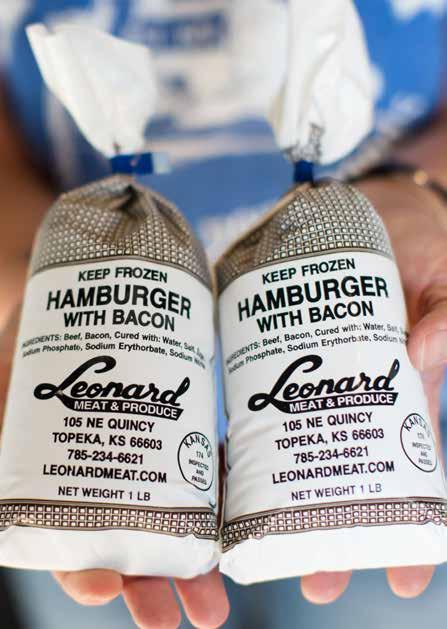 KEEP FROZEN
HAMBURGER
WITH BACON
INGREDIENTS: Beef, Bacon, Cured with: Water, Salt,
Sodium Phosphate, Sodium Erythorbate, Sodium
Leonard
MEAT & PRODUCE
105 NE QUINCY
TOPEKA, KS 66603
785-234-6621
LEONARDMEAT.COM
NET WEIGHT 1 LB
KANSAS
174
INSPECTED
AND
PASSED
KEEP FROZEN
HAMBURGER
WITH BACON
INGREDIENTS: Beef, Bacon, Cured with: Water, Salt,
Sodium Phosphate, Sodium Erythorbate, Sodium
Leonard
MEAT & PRODUCE
105 NE QUINCY
TOPEKA, KS 66603
785-234-6621
LEONARDMEAT.COM
NET WEIGHT 1 LB
174
INSPECTED
AND
PASSED